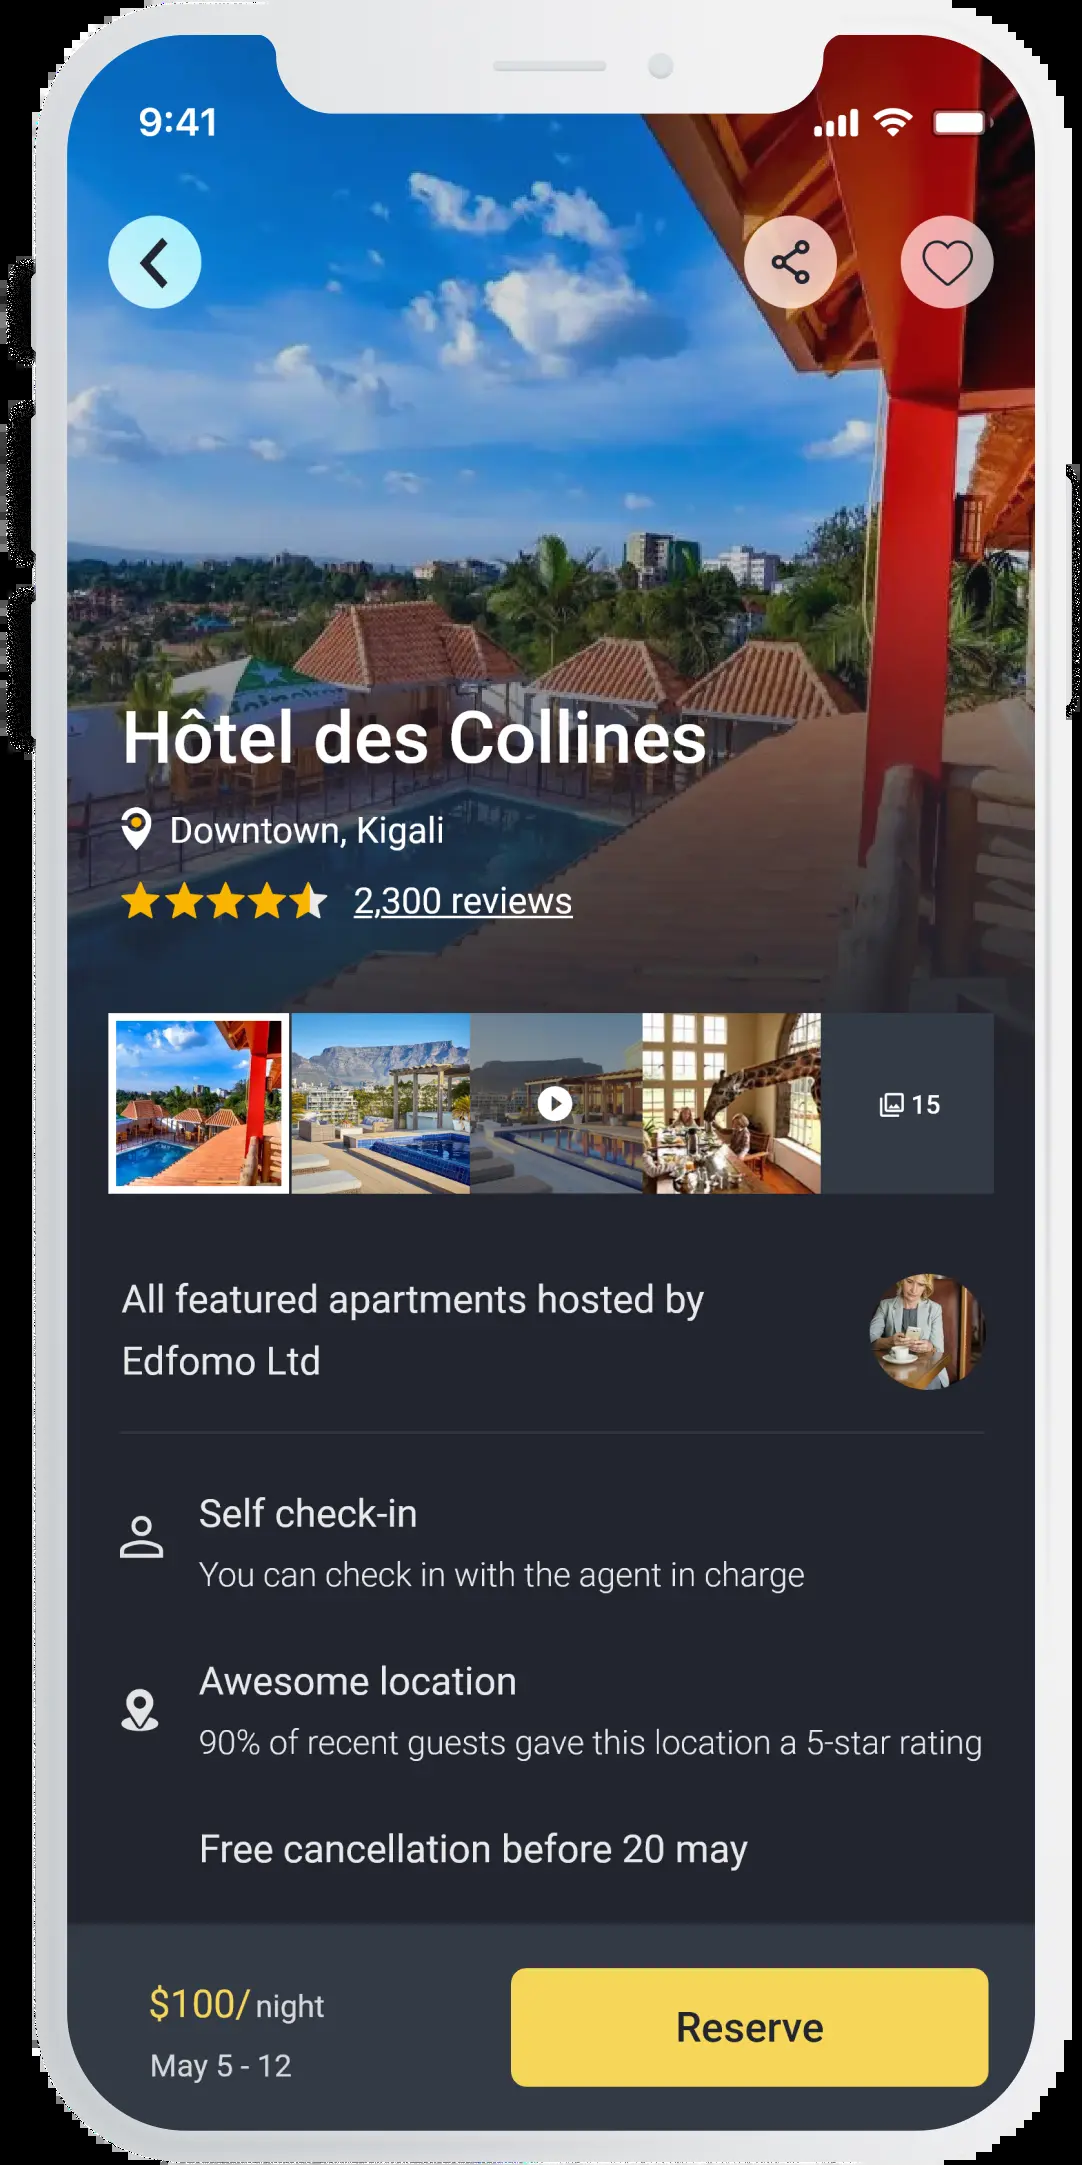 9:41
Hôtel des Collines
Downtown, Kigali
2,300 reviews
15
All featured apartments hosted by
Edfomo Ltd
Self check-in
You can check in with the agent in charge
Awesome location
90% of recent guests gave this location a 5-star rating
Free cancellation before 20 may
$100/ night
May 5 - 12
Reserve